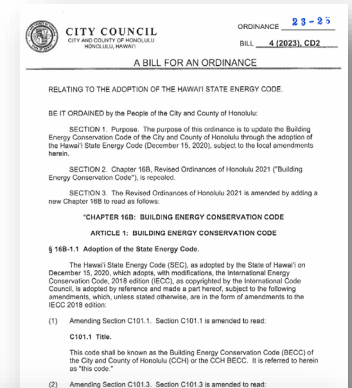 CITY COUNCIL
CITY AND COUNTY OF HONOLULU
HONOLULU, HAWAI'I
ORDINANCE 23-25
BILL 4 (2023), CD2
A BILL FOR AN ORDINANCE
RELATING TO THE ADOPTION OF THE HAWAI'I STATE ENERGY CODE.
BE IT ORDAINED by the People of the City and County of Honolulu:
SECTION 1. Purpose. The purpose of this ordinance is to update the Building
Energy Conservation Code of the City and County of Honolulu through the adoption of
the Hawai'i State Energy Code (December 15, 2020), subject to the local amendments
herein.
SECTION 2. Chapter 16B, Revised Ordinances of Honolulu 2021 ("Building
Energy Conservation Code"), is repealed.
SECTION 3. The Revised Ordinances of Honolulu 2021 is amended by adding a
new Chapter 16B to read as follows:
"CHAPTER 16B: BUILDING ENERGY CONSERVATION CODE
ARTICLE 1: BUILDING ENERGY CONSERVATION CODE
§ 16B-1.1 Adoption of the State Energy Code.
The Hawai'i State Energy Code (SEC), as adopted by the State of Hawai'i on
December 15, 2020, which adopts, with modifications, the International Energy
Conservation Code, 2018 edition (IECC), as copyrighted by the International Code
Council, is adopted by reference and made a part hereof, subject to the following
amendments, which, unless stated otherwise, are in the form of amendments to the
IECC 2018 edition:
(1) Amending Section C101.1. Section C101.1 is amended to read:
C101.1 Title.
This code shall be known as the Building Energy Conservation Code (BECC) of
the City and County of Honolulu (CCH) or the CCH BECC. It is referred to herein
as "this code."
(2) Amending Section C101.3. Section C101.3 is amended to read: